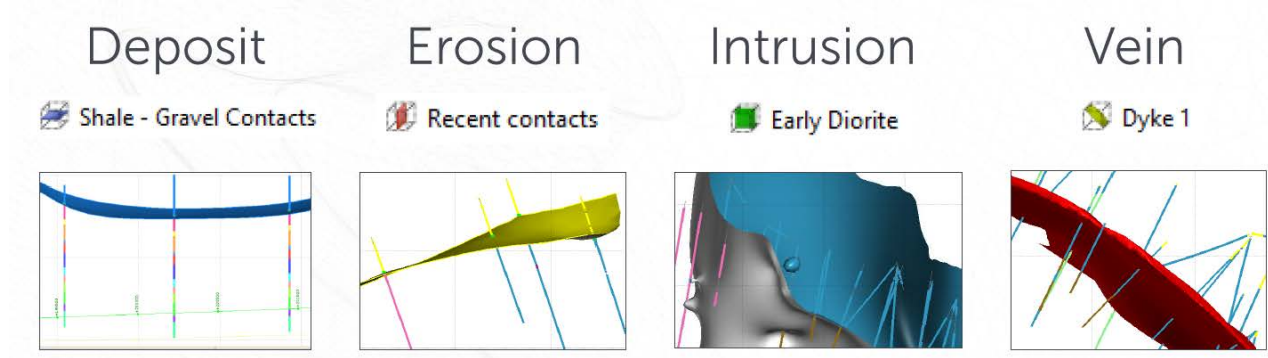 Deposit
Erosion
Intrusion
Vein
Shale - Gravel Contacts
Recent contacts
Early Diorite
Dyke 1